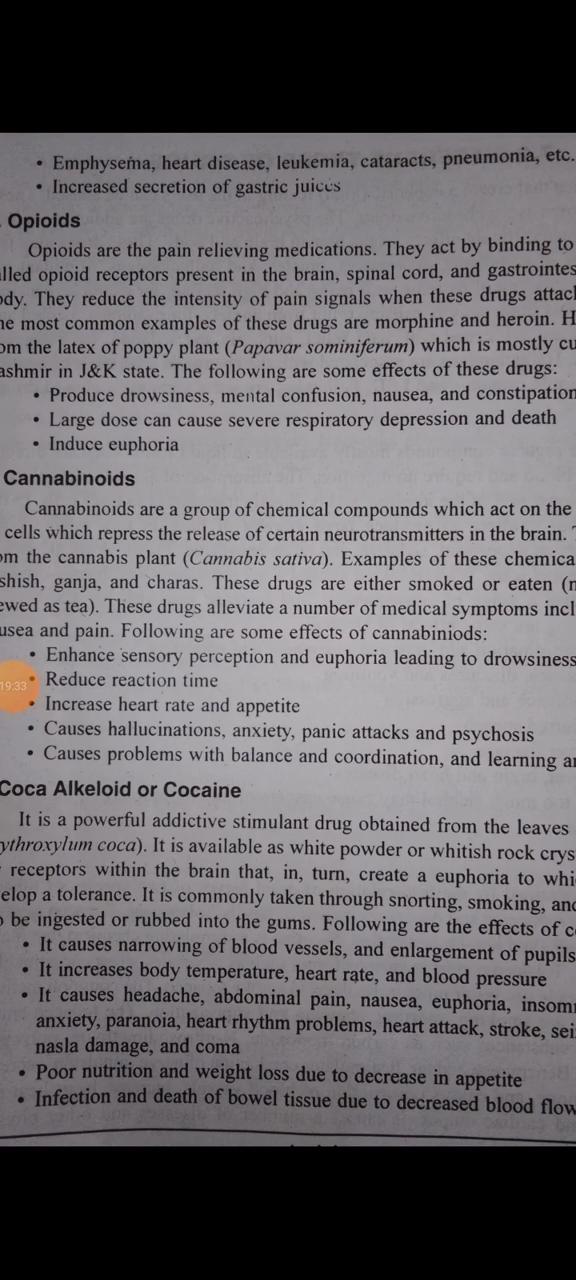 • Emphysema, heart disease, leukemia, cataracts, pneumonia, etc.
• Increased secretion of gastric juices
. Opioids
Opioids are the pain relieving medications. They act by binding to
lled opioid receptors present in the brain, spinal cord, and gastrointes
ody. They reduce the intensity of pain signals when these drugs attac
he most common examples of these drugs are morphine and heroin. H
om the latex of poppy plant (Papavar sominiferum) which is mostly cu
ashmir in J&K state. The following are some effects of these drugs:
• Produce drowsiness, mental confusion, nausea, and constipation
• Large dose can cause severe respiratory depression and death
• Induce euphoria
Cannabinoids
Cannabinoids are a group of chemical compounds which act on the
cells which repress the release of certain neurotransmitters in the brain. T
om the cannabis plant (Cannabis sativa). Examples of these chemica
shish, ganja, and charas. These drugs are either smoked or eaten (m
ewed as tea). These drugs alleviate a number of medical symptoms incl
usea and pain. Following are some effects of cannabiniods:
• Enhance sensory perception and euphoria leading to drowsiness
19:33 • Reduce reaction time
• Increase heart rate and appetite
• Causes hallucinations, anxiety, panic attacks and psychosis
• Causes problems with balance and coordination, and learning an
Coca Alkeloid or Cocaine
It is a powerful addictive stimulant drug obtained from the leaves
ythroxylum coca). It is available as white powder or whitish rock crys
receptors within the brain that, in, turn, create a euphoria to whi
elop a tolerance. It is commonly taken through snorting, smoking, and
o be ingested or rubbed into the gums. Following are the effects of c
• It causes narrowing of blood vessels, and enlargement of pupils
• It increases body temperature, heart rate, and blood pressure
• It causes headache, abdominal pain, nausea, euphoria, insom
anxiety, paranoia, heart rhythm problems, heart attack, stroke, sei
nasla damage, and coma
• Poor nutrition and weight loss due to decrease in appetite
• Infection and death of bowel tissue due to decreased blood flow